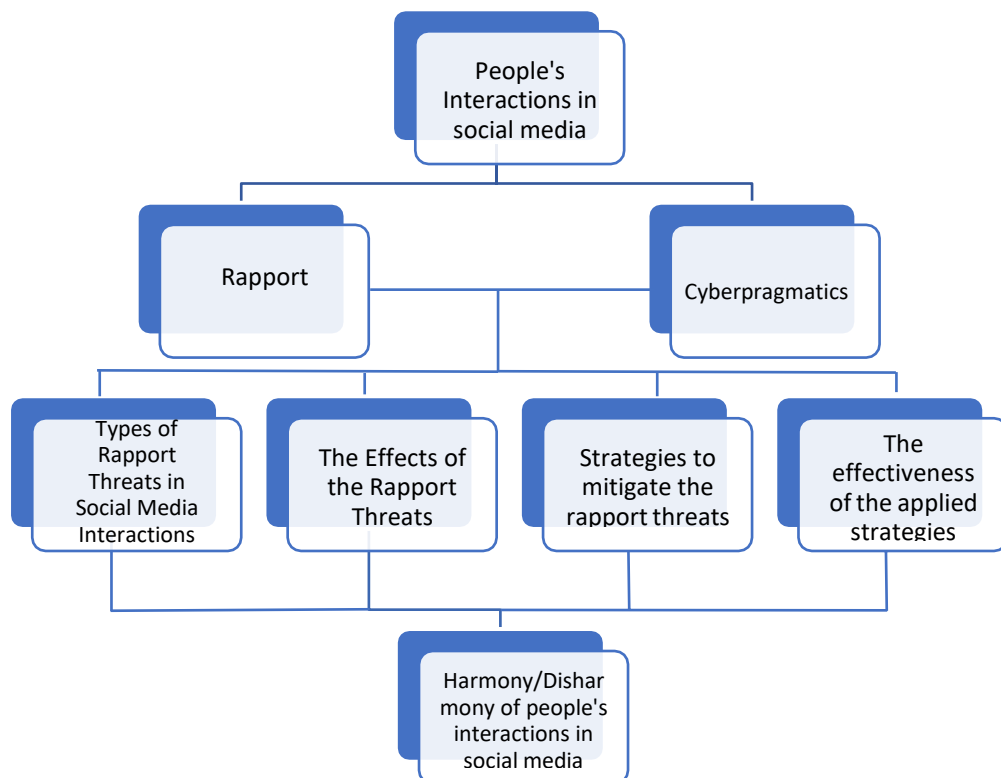 People's
Interactions in
social media
Rapport
Cyberpragmatics
Types of
Rapport
Threats in
Social Media
Interactions
The Effects of
the Rapport
Threats
Strategies to
mitigate the
rapport threats
The
effectiveness
of the applied
strategies
Harmony/Dishar
mony of people's
interactions in
social media